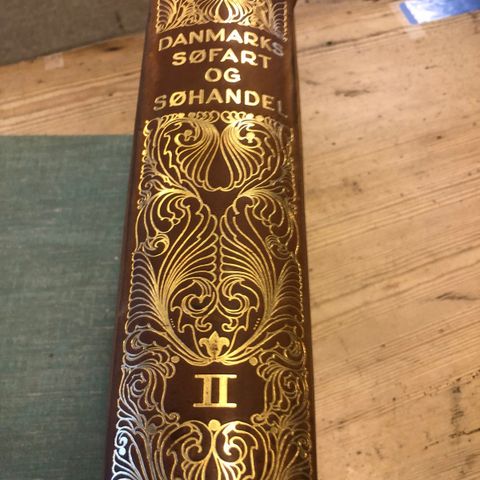 DANMARKS
SØFART
OG
SØHANDEL
II